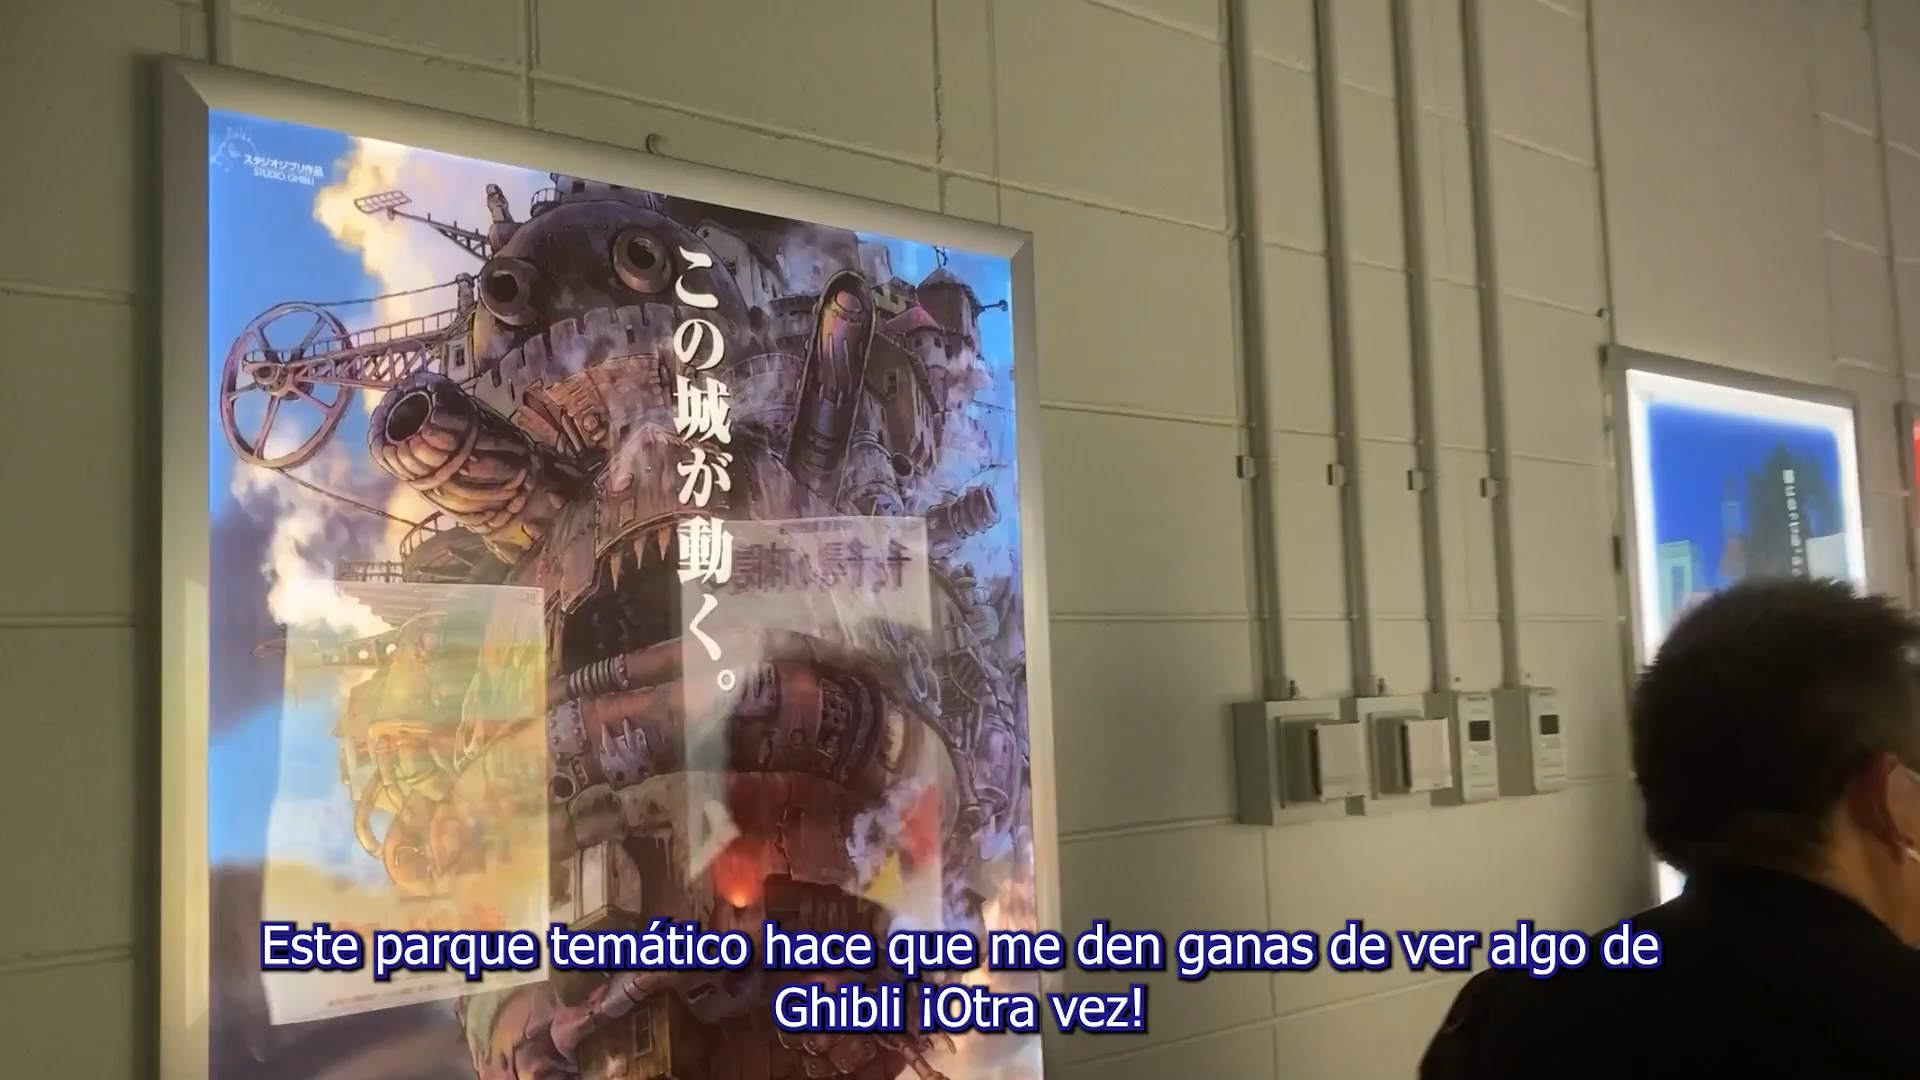 スタジオジブリ作品
STUDIO GHIBLI
この城が動く。
Este parque temático hace que me den ganas de ver algo de
Ghibli ¡Otra vez!